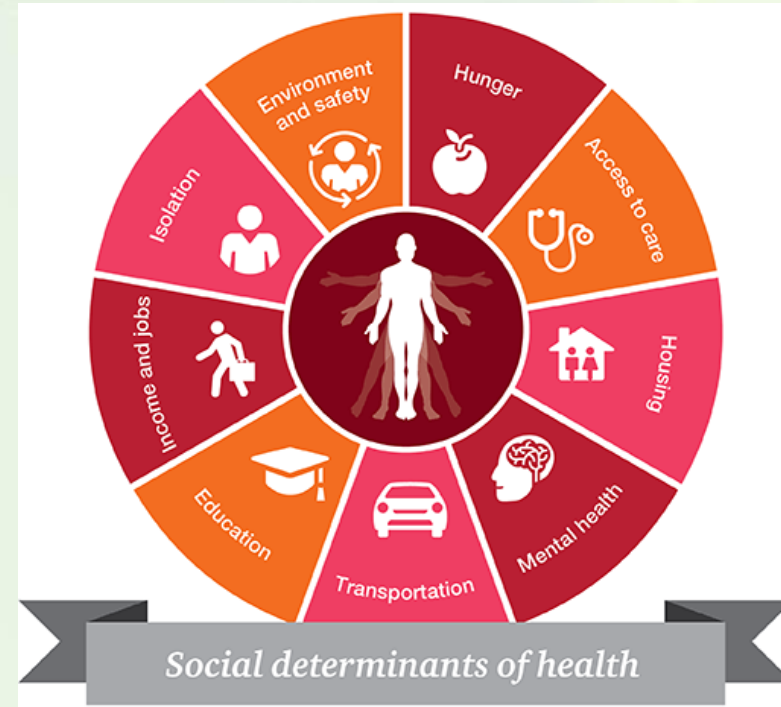 Environment
and safety
Hunger
Access to care
Housing
Mental health
Transportation
Education
Income and jobs
Isolation
Social determinants of health